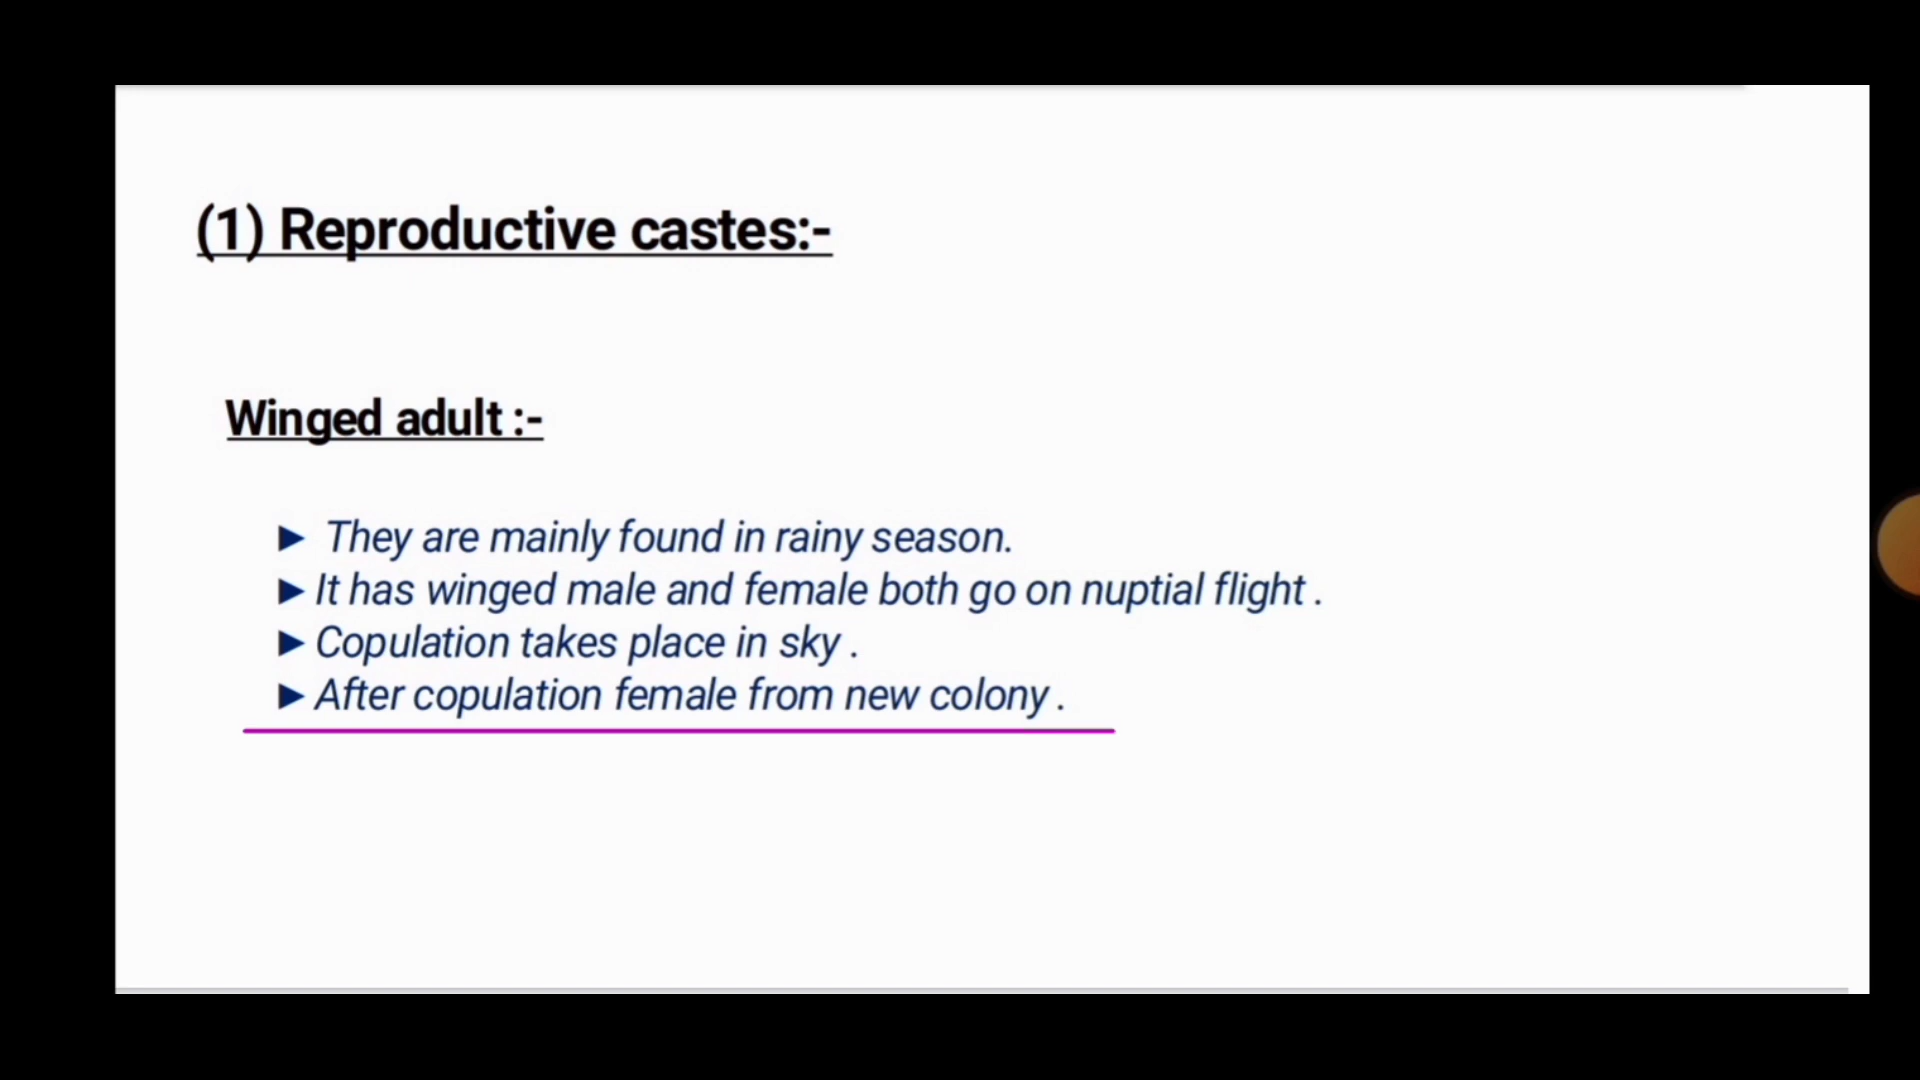 (1) Reproductive castes:-
Winged adult :-
► They are mainly found in rainy season.
►It has winged male and female both go on nuptial flight .
►Copulation takes place in sky .
►After copulation female from new colony .